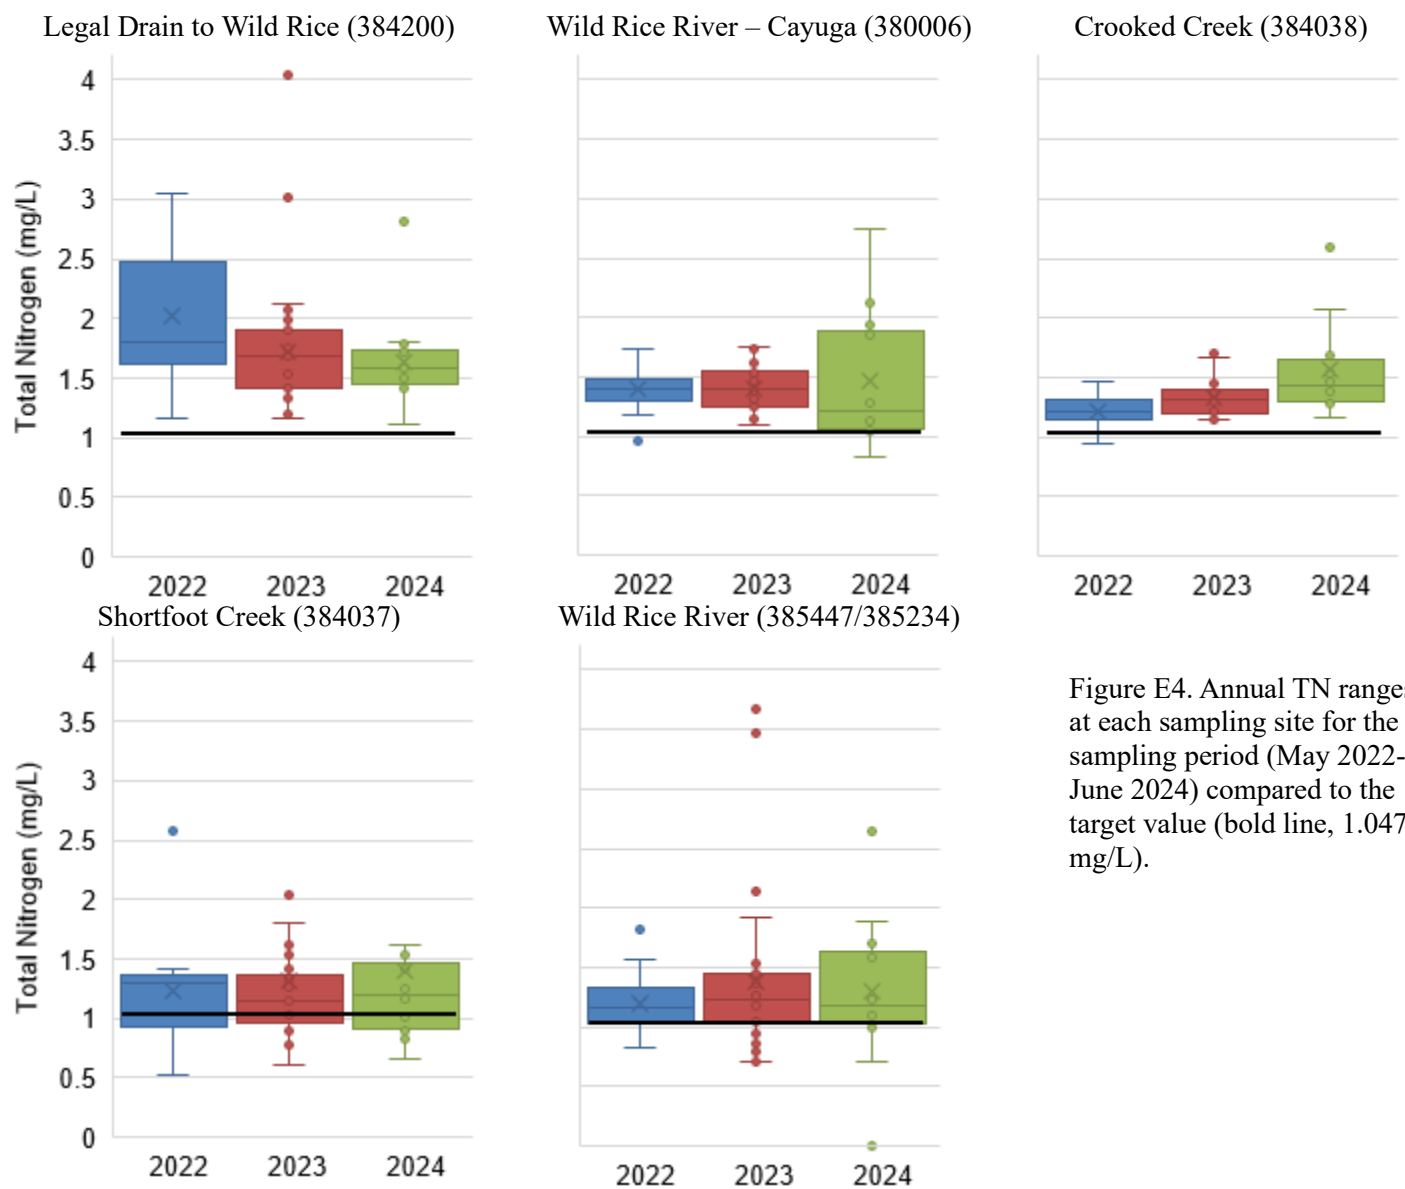 Legal Drain to Wild Rice (384200)
Wild Rice River – Cayuga (380006)
Crooked Creek (384038)
Total Nitrogen (mg/L)
4
3.5
3
2.5
2
1.5
1
0.5
0
2022 2023 2024
2022 2023 2024
2022 2023 2024
Shortfoot Creek (384037)
Wild Rice River (385447/385234)
Total Nitrogen (mg/L)
4
3.5
3
2.5
2
1.5
1
0.5
0
2022 2023 2024
2022 2023 2024
Figure E4. Annual TN ranges
at each sampling site for the
sampling period (May 2022-
June 2024) compared to the
target value (bold line, 1.047
mg/L).